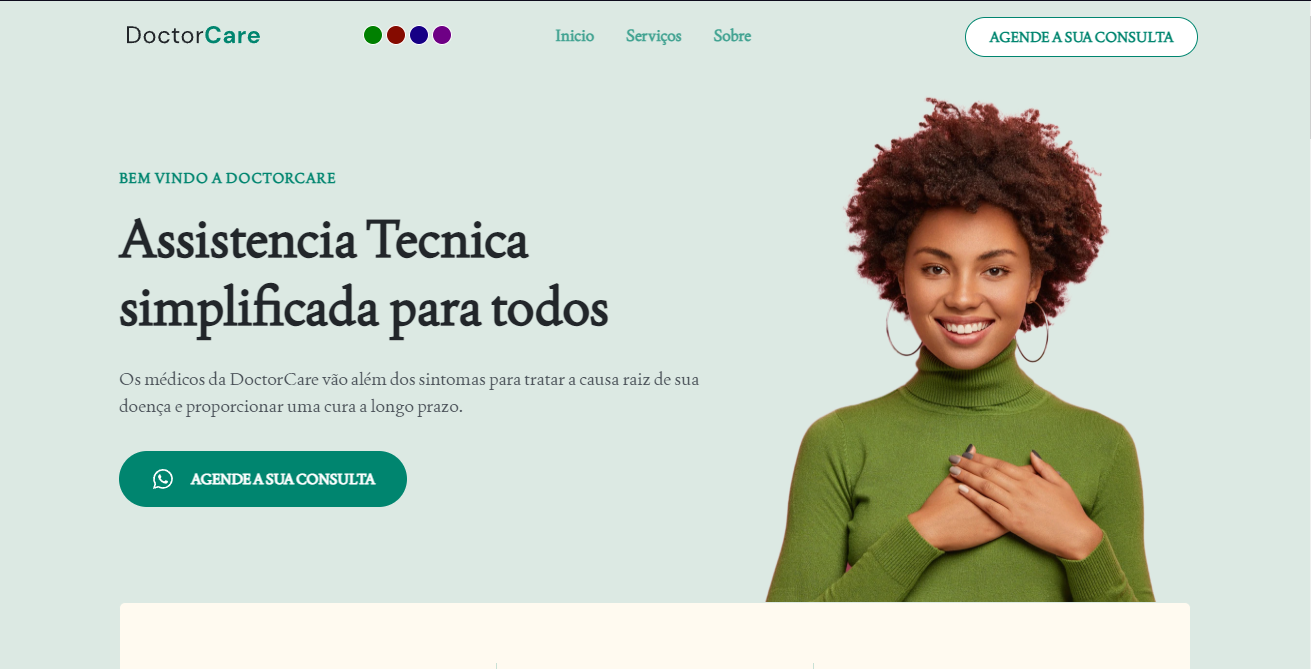 DoctorCare
Inicio
Serviços
Sobre
AGENDE A SUA CONSULTA
BEM VINDO A DOCTORCARE
Assistencia Tecnica
simplificada para todos
Os médicos da DoctorCare vão além dos sintomas para tratar a causa raiz de sua
doença e proporcionar uma cura a longo prazo.
AGENDE A SUA CONSULTA